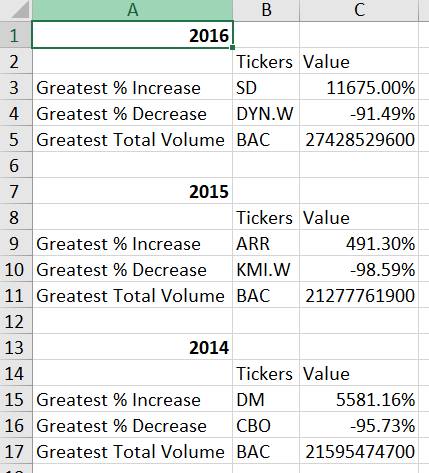 A B C
1 2016
2 Tickers Value
3 Greatest % Increase SD 11675.00%
4 Greatest % Decrease DYN.W -91.49%
5 Greatest Total Volume BAC 27428529600
6
7 2015
8 Tickers Value
9 Greatest % Increase ARR 491.30%
10 Greatest % Decrease KMI.W -98.59%
11 Greatest Total Volume BAC 21277761900
12
13 2014
14 Tickers Value
15 Greatest % Increase DM 5581.16%
16 Greatest % Decrease CBO -95.73%
17 Greatest Total Volume BAC 21595474700